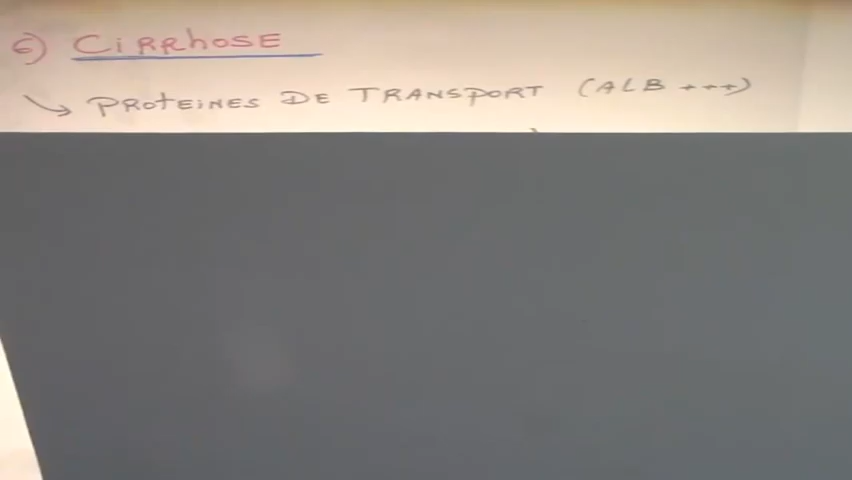 6) CiRRhOSE
↘ PROtEiNES DE TRANSPORT (ALB +++)